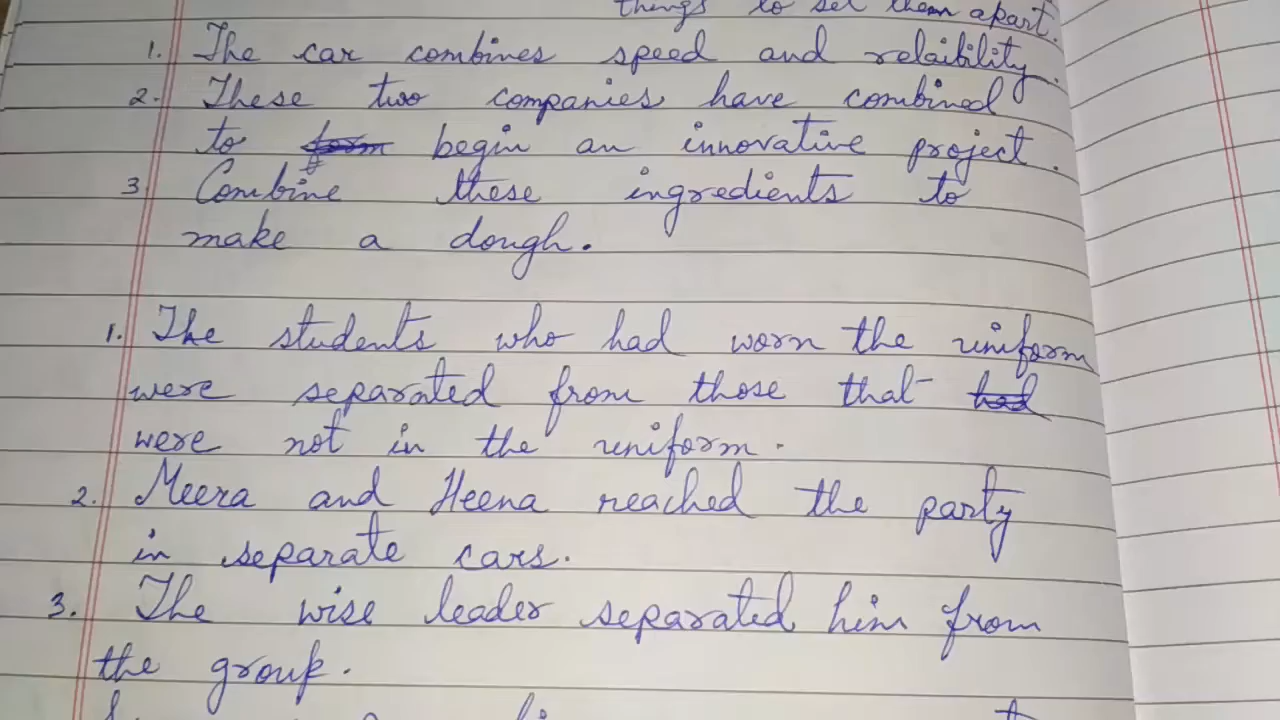 things to set them apart.
1. The car combines speed and relaibility.
2. These two companies have combined
to form begin an innovative project.
3 Combine these ingredients to
make a dough.
1. The students who had worn the uniform
were separated from those that had
were not in the uniform.
2. Meera and Heena reached the party
in separate cars.
3. The wise leader separated him from
the group.